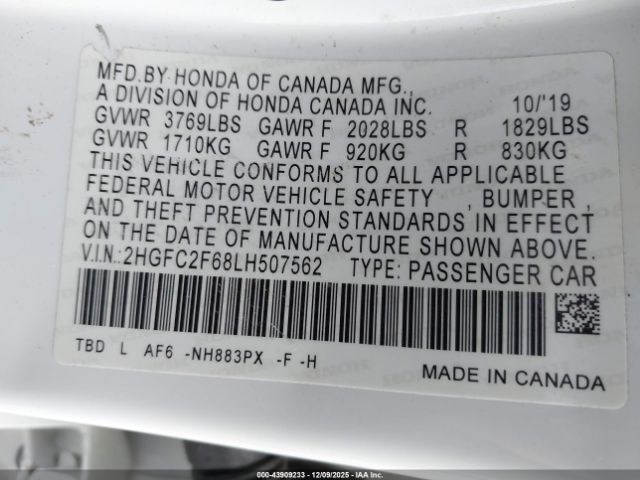 MFD.BY HONDA OF CANADA MFG.,
A DIVISION OF HONDA CANADA INC. 10/'19
GVWR 3769LBS GAWR F 2028LBS R 1829LBS
GVWR 1710KG GAWR F 920KG R 830KG
THIS VEHICLE CONFORMS TO ALL APPLICABLE
FEDERAL MOTOR VEHICLE SAFETY , BUMPER ,
AND THEFT PREVENTION STANDARDS IN EFFECT
ON THE DATE OF MANUFACTURE SHOWN ABOVE.
V.I.N.:2HGFC2F68LH507562 TYPE: PASSENGER CAR
TBD L AF6 -NH883PX -F -H
MADE IN CANADA
000-43909233 - 12/09/2025 - IAA Inc.